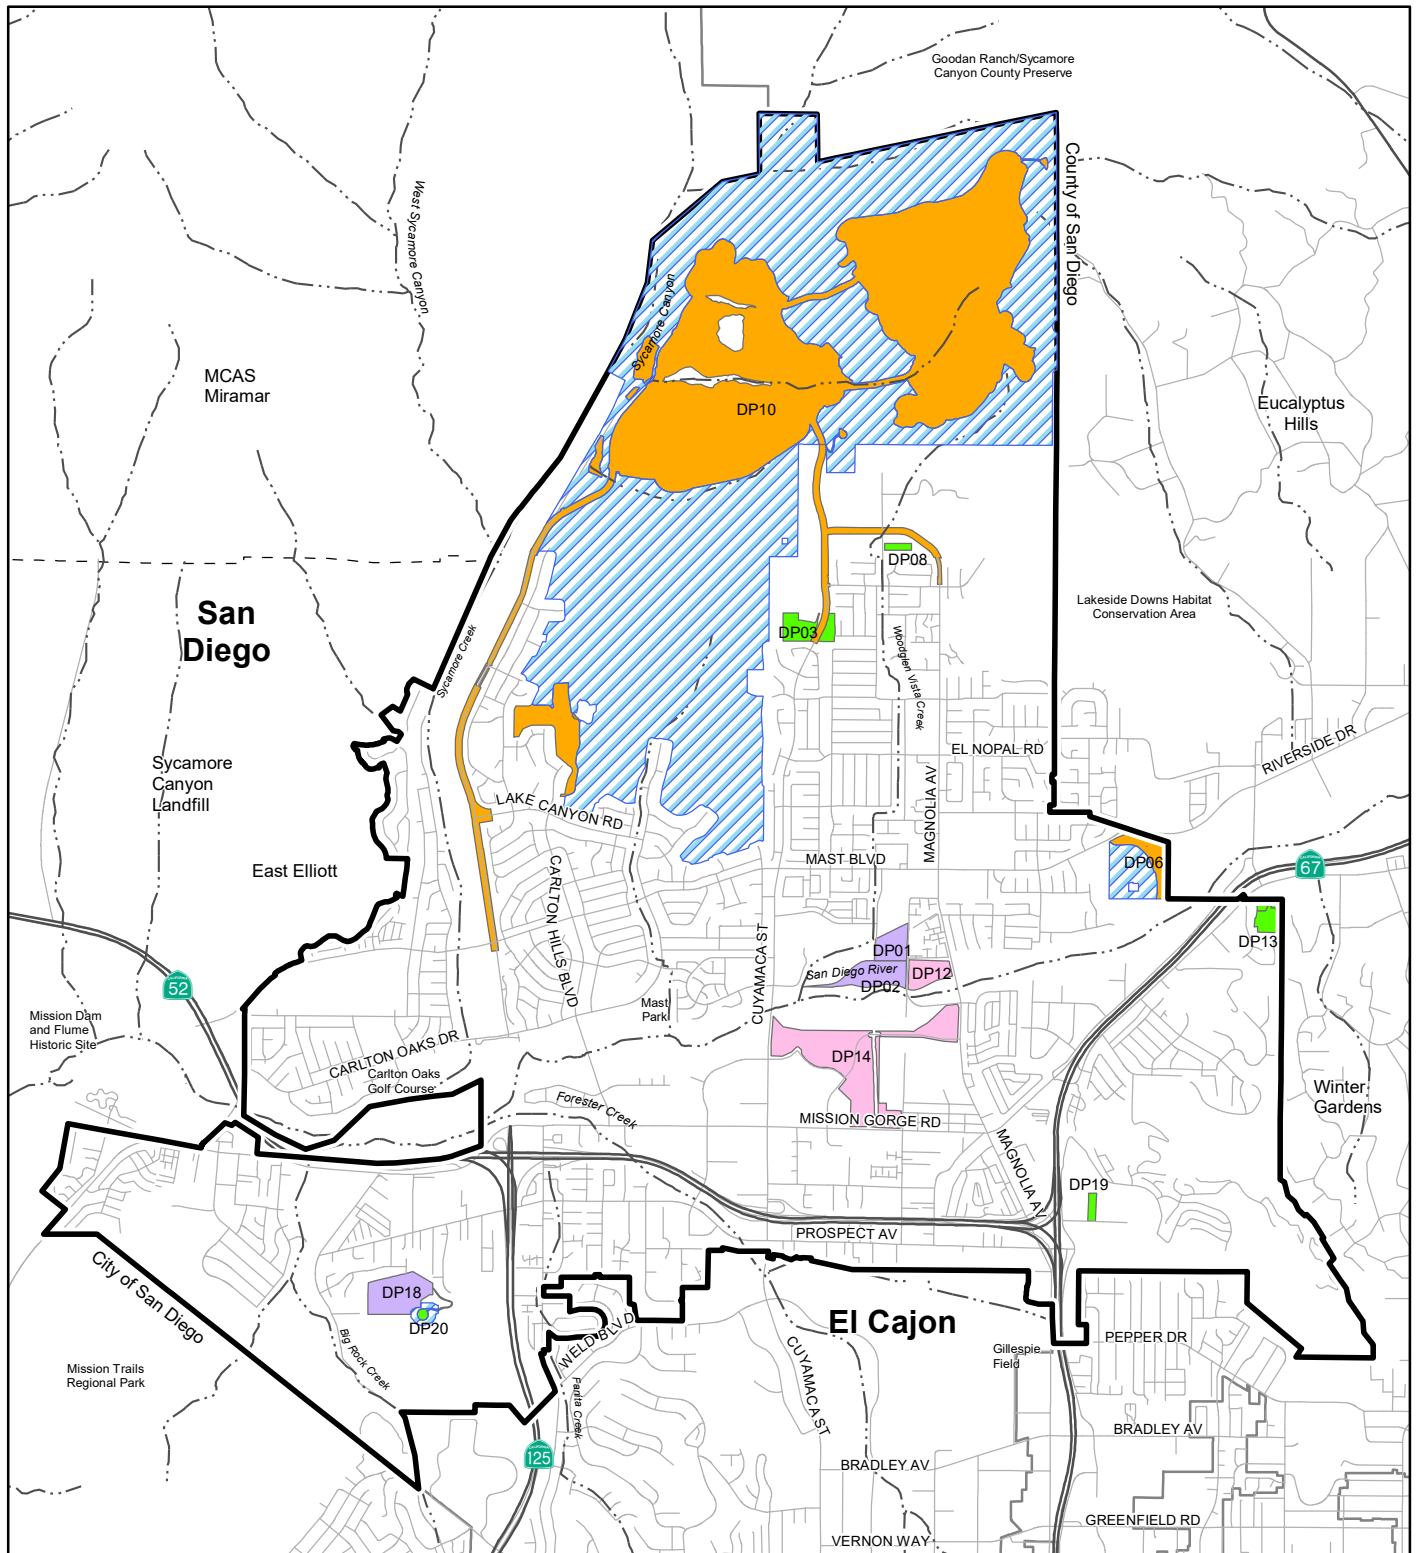 Goodan Ranch/Sycamore
Canyon County Preserve
County of San Diego
West Sycamore Canyon
Sycamore Canyon
MCAS
Miramar
DP10
Eucalyptus
Hills
DP08
Lakeside Downs Habitat
Conservation Area
San
Diego
DP03
Sycamore Creek
Woodglen Vista Creek
EL NOPAL RD
RIVERSIDE DR
Sycamore
Canyon
Landfill
LAKE CANYON RD
MAGNOLIA AV
MAST BLVD
DP06
CALIFORNIA
67
East Elliott
CARLTON HILLS BLVD
CUYAMACA ST
DP01
DP13
San Diego River
DP12
DP02
CALIFORNIA
52
Mast
Park
Mission Dam
and Flume
Historic Site
CARLTON OAKS DR
DP14
Carlton Oaks
Golf Course
Forester Creek
Winter
Gardens
MISSION GORGE RD
MAGNOLIA AV
DP19
PROSPECT AV
City of San Diego
DP18
DP20
El Cajon
WELD BLVD
PEPPER DR
Big Rock Creek
CUYAMACA ST
Gillespie
Field
Mission Trails
Regional Park
Fanita Creek
BRADLEY AV
CALIFORNIA
125
BRADLEY AV
GREENFIELD RD
VERNON WAY